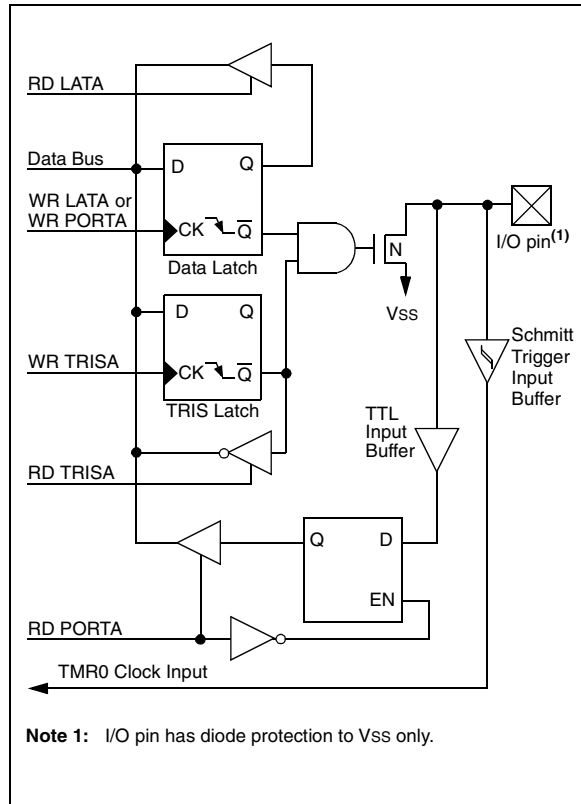 RD LATA
Data Bus
D
Q
WR LATA or
WR PORTA
CK
Q
Data Latch
N
I/O pin(1)
VSS
D
Q
WR TRISA
CK
Q
TRIS Latch
Schmitt
Trigger
Input
Buffer
TTL
Input
Buffer
RD TRISA
Q
D
EN
RD PORTA
TMR0 Clock Input
Note 1: I/O pin has diode protection to VSS only.